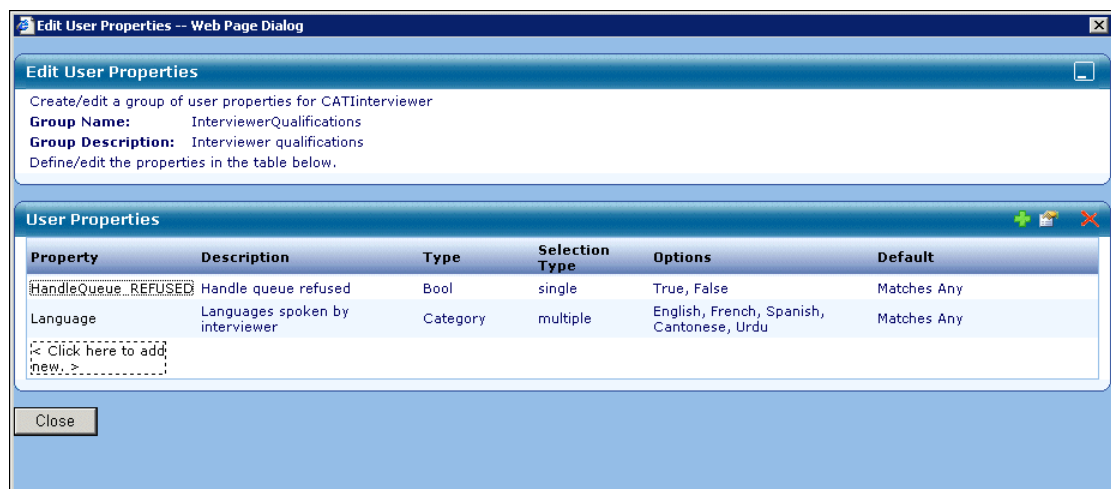 Edit User Properties -- Web Page Dialog
Edit User Properties
Create/edit a group of user properties for CATIinterviewer
Group Name: InterviewerQualifications
Group Description: Interviewer qualifications
Define/edit the properties in the table below.
User Properties
Property Description Type Selection Type Options Default
HandleQueue_REFUSED Handle queue refused Bool single True, False Matches Any
Language Languages spoken by interviewer Category multiple English, French, Spanish, Cantonese, Urdu Matches Any
< Click here to add
new. >
Close